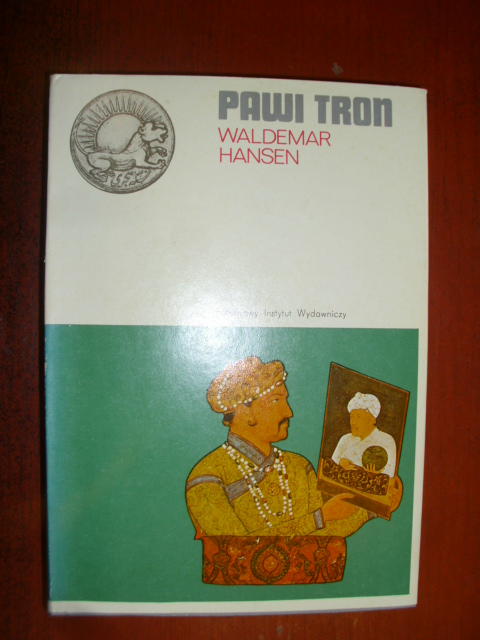 PAWI TRON
WALDEMAR
HANSEN
Instytut Wydawniczy